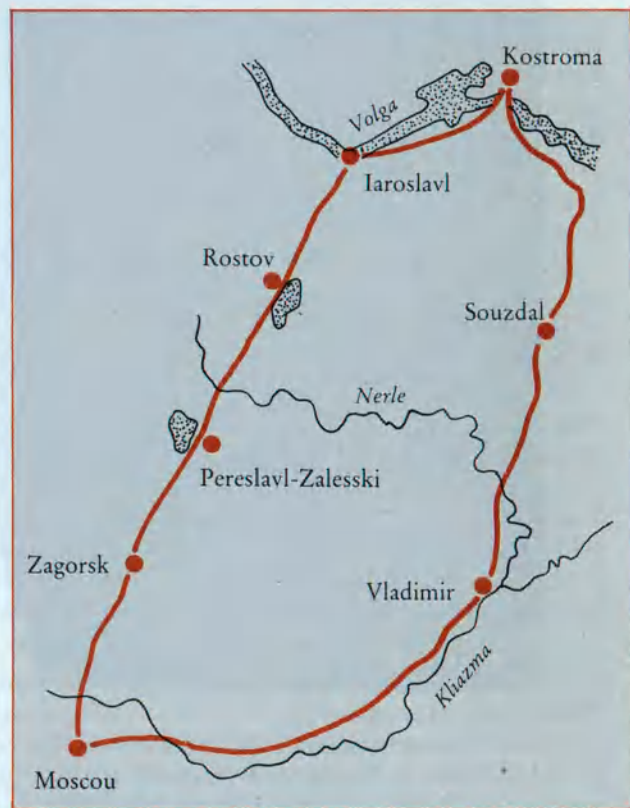 Kostroma
Volga
Iaroslavl
Rostov
Souzdal
Nerle
Pereslavl-Zalesski
Zagorsk
Vladimir
Kliazma
Moscou